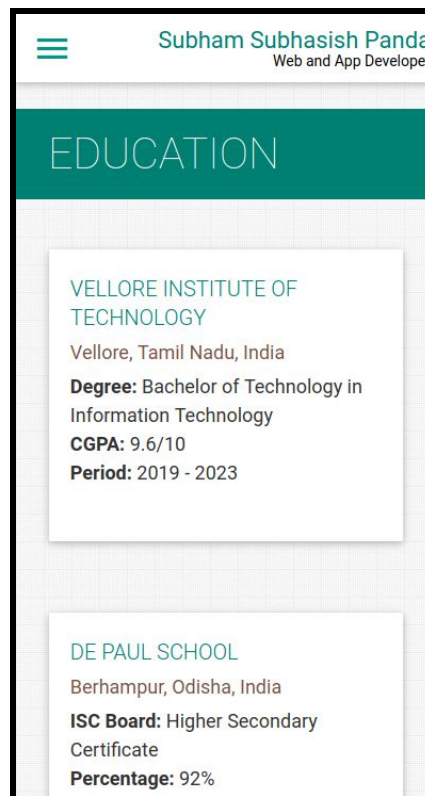 Subham Subhasish Panda
Web and App Develope
EDUCATION
VELLORE INSTITUTE OF
TECHNOLOGY
Vellore, Tamil Nadu, India
Degree: Bachelor of Technology in
Information Technology
CGPA: 9.6/10
Period: 2019 - 2023
DE PAUL SCHOOL
Berhampur, Odisha, India
ISC Board: Higher Secondary
Certificate
Percentage: 92%